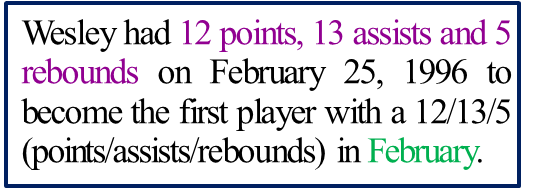 Wesley had 12 points, 13 assists and 5
rebounds on February 25, 1996 to
become the first player with a 12/13/5
(points/assists/rebounds) in February.